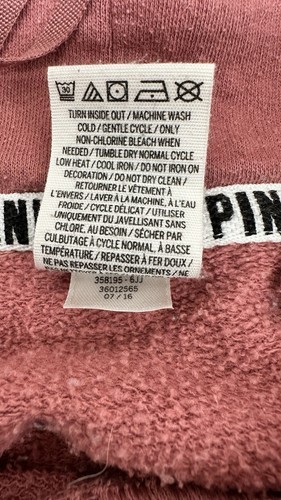 30
TURN INSIDE OUT / MACHINE WASH
COLD / GENTLE CYCLE / ONLY
NON-CHLORINE BLEACH WHEN
NEEDED / TUMBLE DRY NORMAL CYCLE
LOW HEAT / COOL IRON / DO NOT IRON ON
DECORATION / DO NOT DRY CLEAN /
RETOURNER LE VÊTEMENT À
L'ENVERS / LAVER À LA MACHINE, À L'EAU
FROIDE / CYCLE DÉLICAT / UTILISER
UNIQUEMENT DU JAVELLISANT SANS
CHLORE, AU BESOIN / SÉCHER PAR
CULBUTAGE À CYCLE NORMAL, À BASSE
TEMPÉRATURE / REPASSER À FER DOUX /
NE PAS REPASSER LES ORNEMENTS / NE
PIN
358195 - 6JJ
36012565
07 / 16